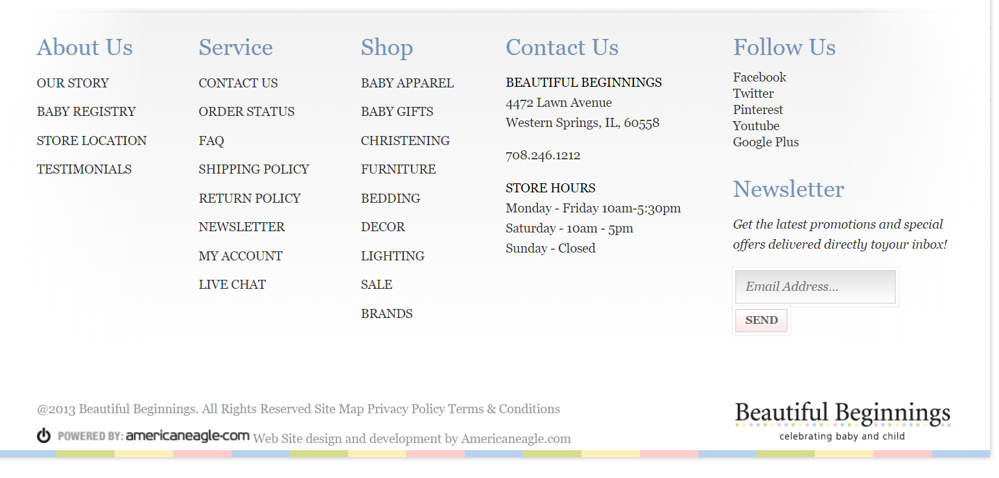 About Us
OUR STORY
BABY REGISTRY
STORE LOCATION
TESTIMONIALS
Service
CONTACT US
ORDER STATUS
FAQ
SHIPPING POLICY
RETURN POLICY
NEWSLETTER
MY ACCOUNT
LIVE CHAT
Shop
BABY APPAREL
BABY GIFTS
CHRISTENING
FURNITURE
BEDDING
DECOR
LIGHTING
SALE
BRANDS
Contact Us
BEAUTIFUL BEGINNINGS
4472 Lawn Avenue
Western Springs, IL, 60558
708.246.1212
STORE HOURS
Monday - Friday 10am-5:30pm
Saturday - 10am - 5pm
Sunday - Closed
Follow Us
Facebook
Twitter
Pinterest
Youtube
Google Plus
Newsletter
Get the latest promotions and special
offers delivered directly toyour inbox!
Email Address...
SEND
@2013 Beautiful Beginnings. All Rights Reserved Site Map Privacy Policy Terms & Conditions
POWERED BY: americaneagle.com Web Site design and development by Americaneagle.com
Beautiful Beginnings
celebrating baby and child